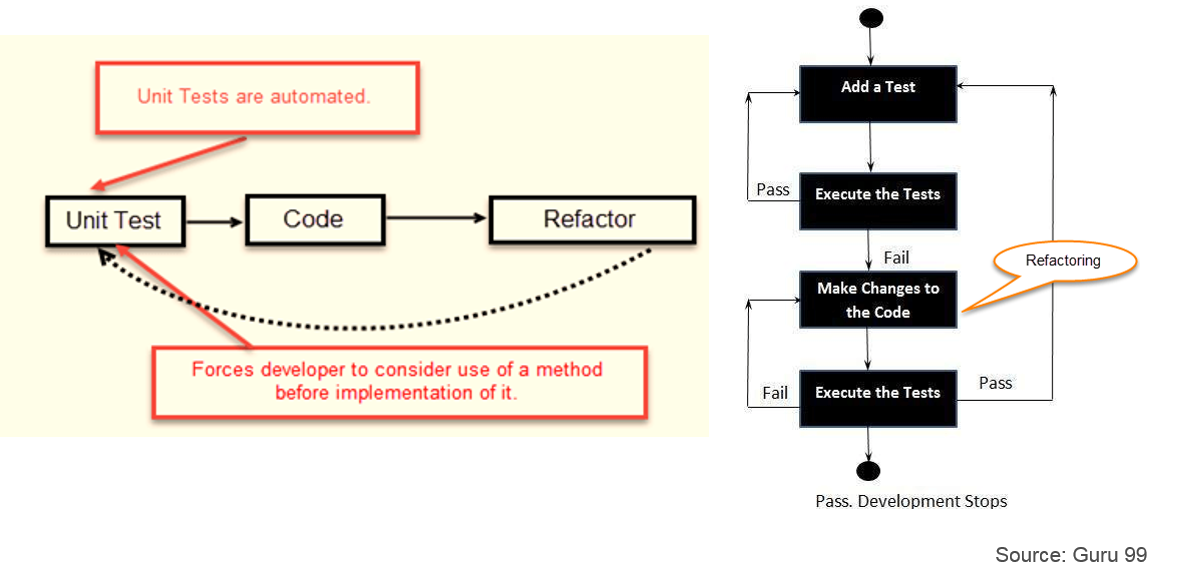 Unit Tests are automated.
Unit Test
Code
Refactor
Forces developer to consider use of a method
before implementation of it.
Add a Test
Pass
Execute the Tests
Fail
Refactoring
Make Changes to
the Code
Fail
Execute the Tests
Pass
Pass. Development Stops
Source: Guru 99